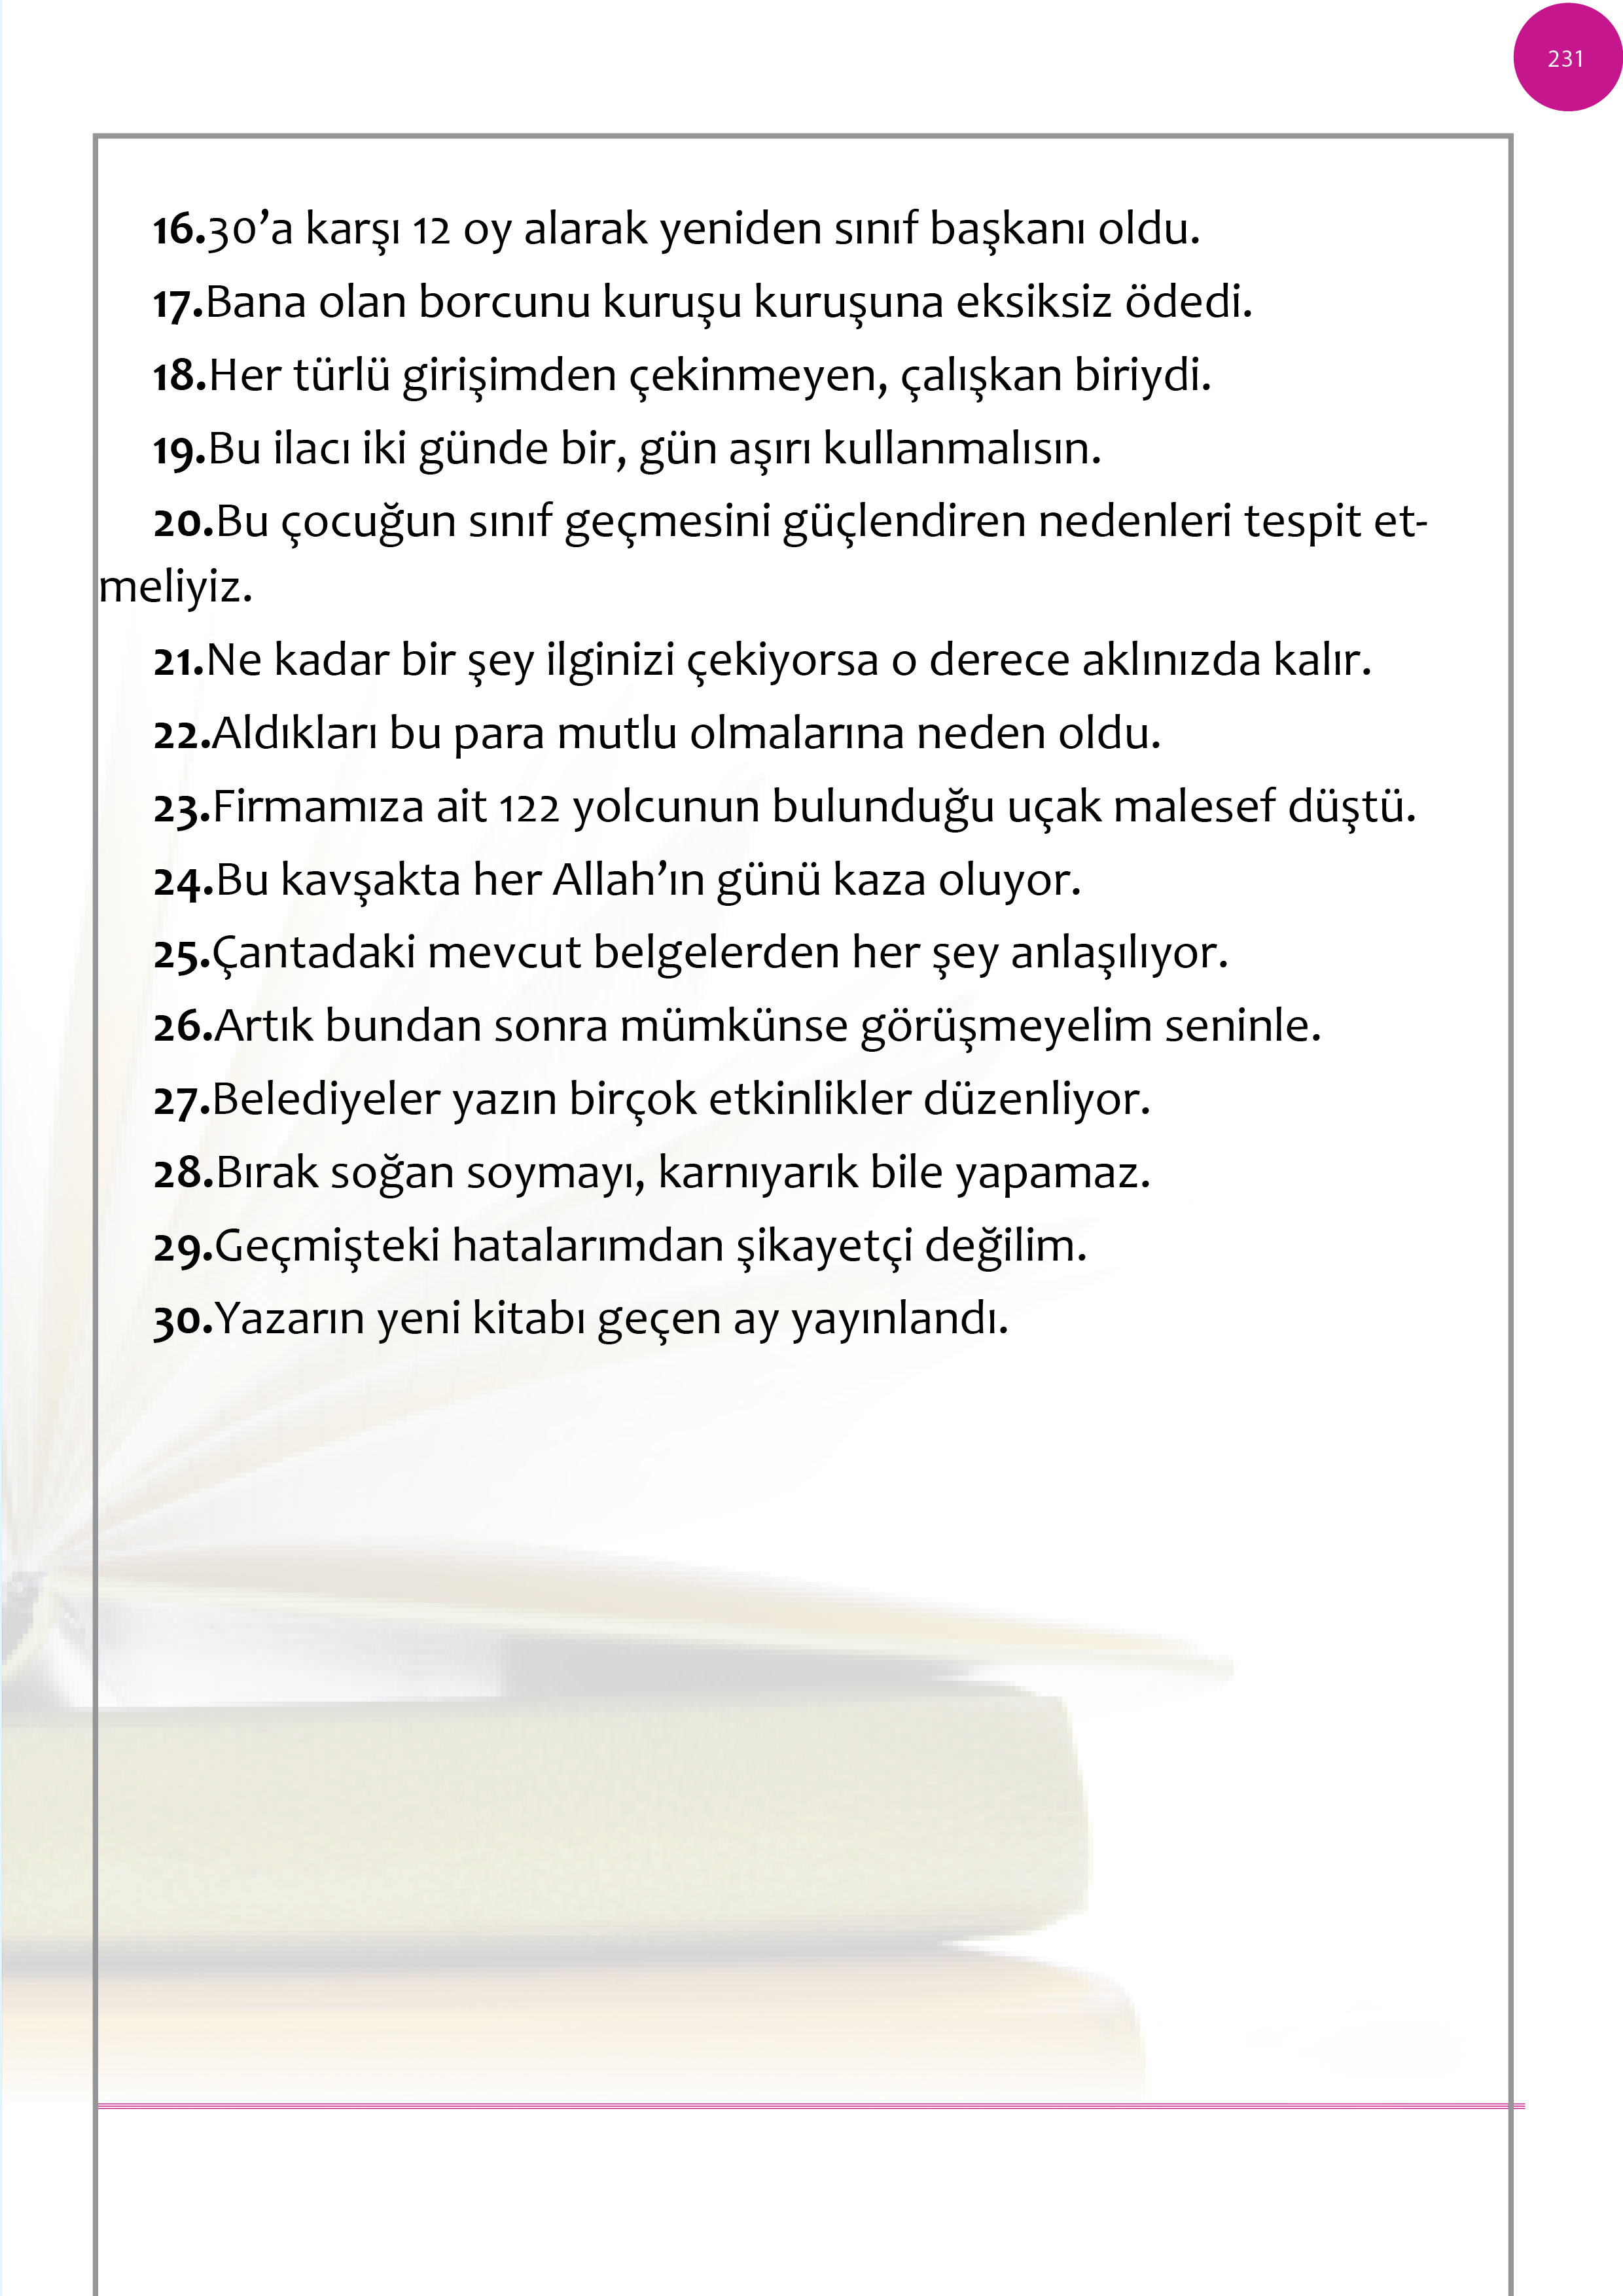 231
16.30’a karşı 12 oy alarak yeniden sınıf başkanı oldu.
17.Bana olan borcunu kuruşu kuruşuna eksiksiz ödedi.
18.Her türlü girişimden çekinmeyen, çalışkan biriydi.
19.Bu ilacı iki günde bir, gün aşırı kullanmalısın.
20.Bu çocuğun sınıf geçmesini güçlendiren nedenleri tespit et-
meliyiz.
21.Ne kadar bir şey ilginizi çekiyorsa o derece aklınızda kalır.
22.Aldıkları bu para mutlu olmalarına neden oldu.
23.Firmamıza ait 122 yolcunun bulunduğu uçak malesef düştü.
24.Bu kavşakta her Allah’ın günü kaza oluyor.
25.Çantadaki mevcut belgelerden her şey anlaşılıyor.
26.Artık bundan sonra mümkünse görüşmeyelim seninle.
27.Belediyeler yazın birçok etkinlikler düzenliyor.
28.Bırak soğan soymayı, karnıyarık bile yapamaz.
29.Geçmişteki hatalarımdan şikayetçi değilim.
30.Yazarın yeni kitabı geçen ay yayınlandı.